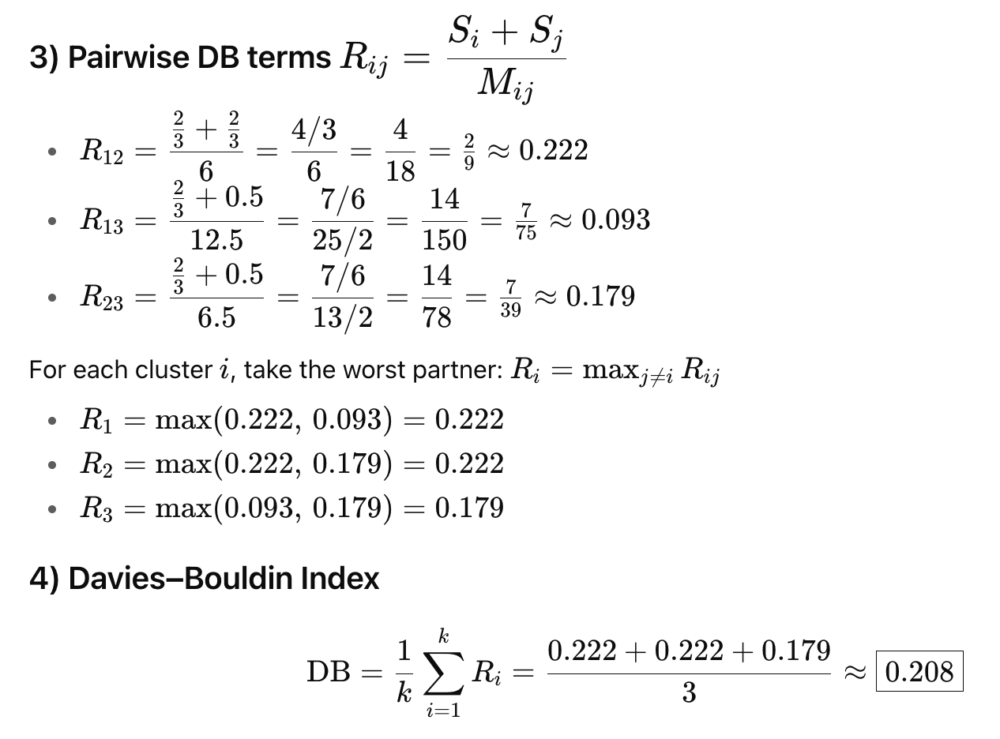 3) Pairwise DB terms $R_{ij} = \dfrac{S_i + S_j}{M_{ij}}$
• $R_{12} = \dfrac{\frac{2}{3} + \frac{2}{3}}{6} = \dfrac{4/3}{6} = \dfrac{4}{18} = \frac{2}{9} \approx 0.222$
• $R_{13} = \dfrac{\frac{2}{3} + 0.5}{12.5} = \dfrac{7/6}{25/2} = \dfrac{14}{150} = \frac{7}{75} \approx 0.093$
• $R_{23} = \dfrac{\frac{2}{3} + 0.5}{6.5} = \dfrac{7/6}{13/2} = \dfrac{14}{78} = \frac{7}{39} \approx 0.179$
For each cluster $i$, take the worst partner: $R_i = \max_{j \neq i} R_{ij}$
• $R_1 = \max(0.222,\ 0.093) = 0.222$
• $R_2 = \max(0.222,\ 0.179) = 0.222$
• $R_3 = \max(0.093,\ 0.179) = 0.179$
4) Davies–Bouldin Index
$\mathrm{DB} = \dfrac{1}{k} \sum_{i=1}^{k} R_i = \dfrac{0.222 + 0.222 + 0.179}{3} \approx \boxed{0.208}$